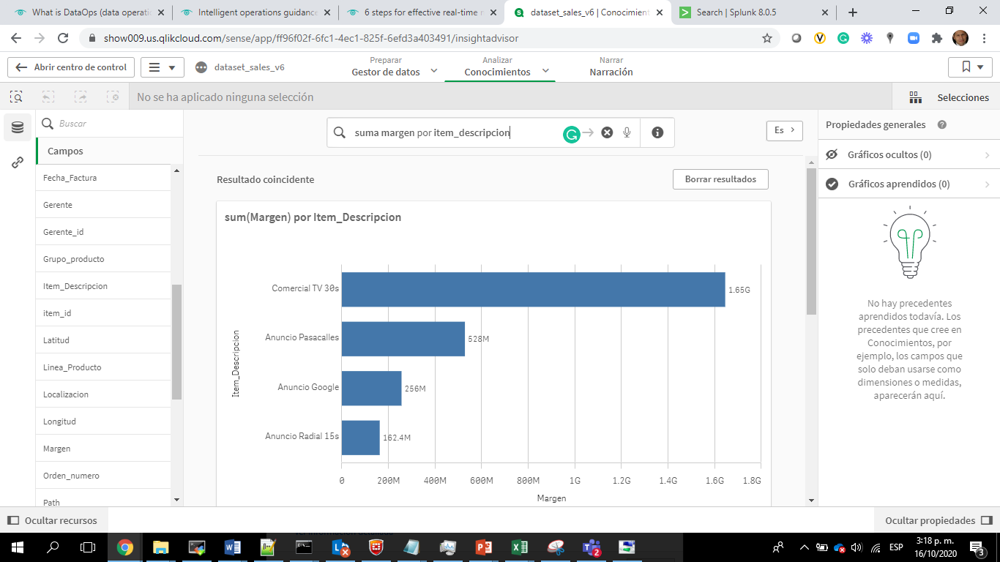 What is DataOps (data operati
Intelligent operations guidance
6 steps for effective real-time
dataset_sales_v6 | Conocimient
Search | Splunk 8.0.5
show009.us.qlikcloud.com/sense/app/ff96f02f-6fc1-4ec1-825f-6efd3a403491/insightadvisor
Abrir centro de control
dataset_sales_v6
Preparar
Gestor de datos
Analizar
Conocimientos
Narrar
Narración
No se ha aplicado ninguna selección
Selecciones
Buscar
Campos
Fecha_Factura
Gerente
Gerente_id
Grupo_producto
Item_Descripcion
item_id
Latitud
Linea_Producto
Localizacion
Longitud
Margen
Orden_numero
Path
suma margen por item_descripcion
Es
Resultado coincidente
Borrar resultados
sum(Margen) por Item_Descripcion
Item_Descripcion
Comercial TV 30s
1.65G
Anuncio Pasacalles
528M
Anuncio Google
256M
Anuncio Radial 15s
162.4M
0 200M 400M 600M 800M 1G 1.2G 1.4G 1.6G 1.8G
Margen
Propiedades generales
Gráficos ocultos (0)
Gráficos aprendidos (0)
No hay precedentes
aprendidos todavía. Los
precedentes que cree en
Conocimientos, por
ejemplo, los campos que
solo deban usarse como
dimensiones o medidas,
aparecerán aquí.
Ocultar recursos
Ocultar propiedades
ESP
3:18 p. m.
16/10/2020
3
2